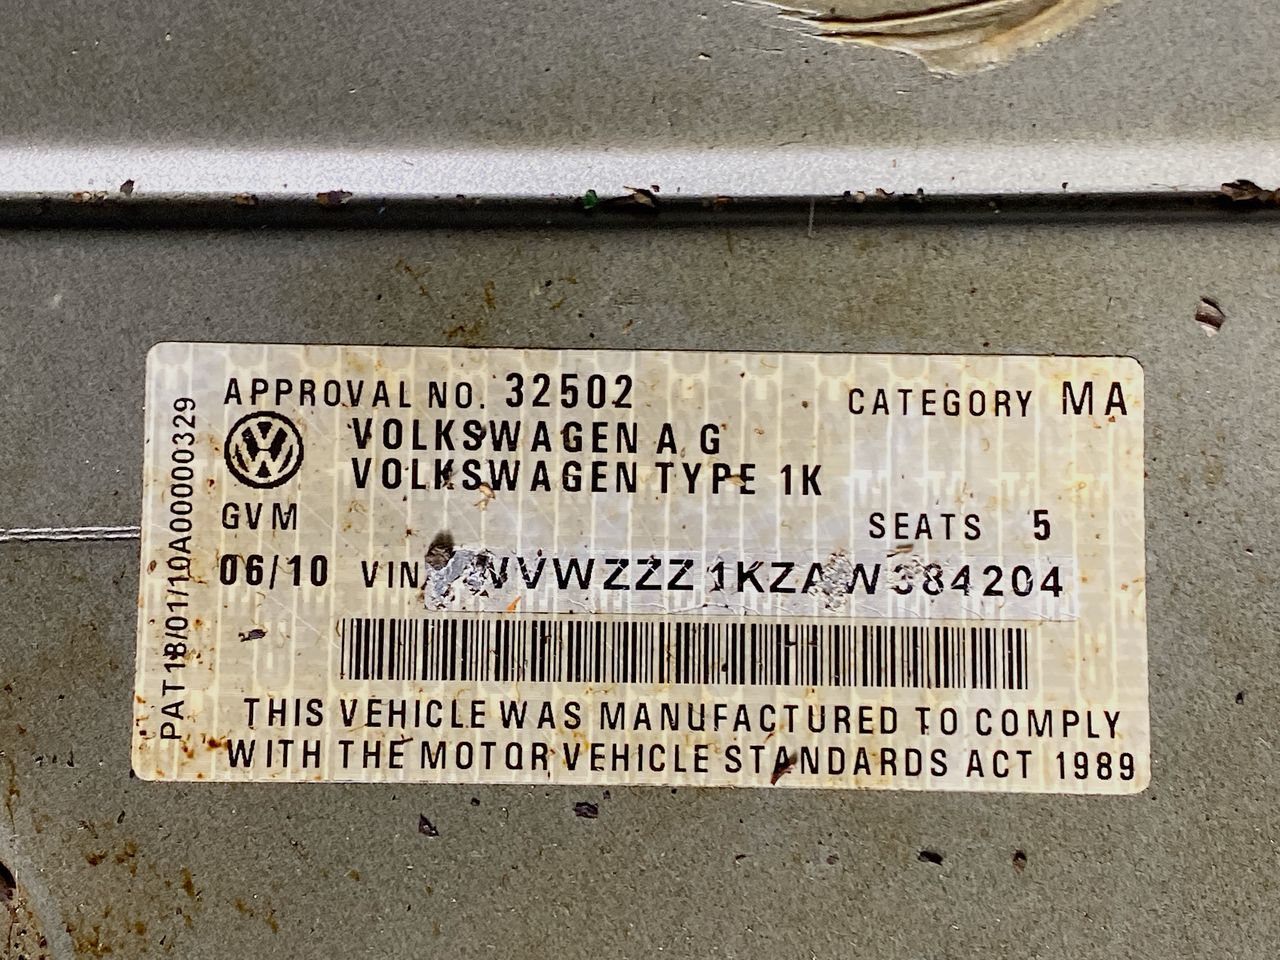 APPROVAL NO. 32502 CATEGORY MA
VOLKSWAGEN A G
VOLKSWAGEN TYPE 1K
GVM SEATS 5
06/10 VIN WVWZZZ1KZAW384204
THIS VEHICLE WAS MANUFACTURED TO COMPLY
WITH THE MOTOR VEHICLE STANDARDS ACT 1989
PAT 18/01/10A00000329